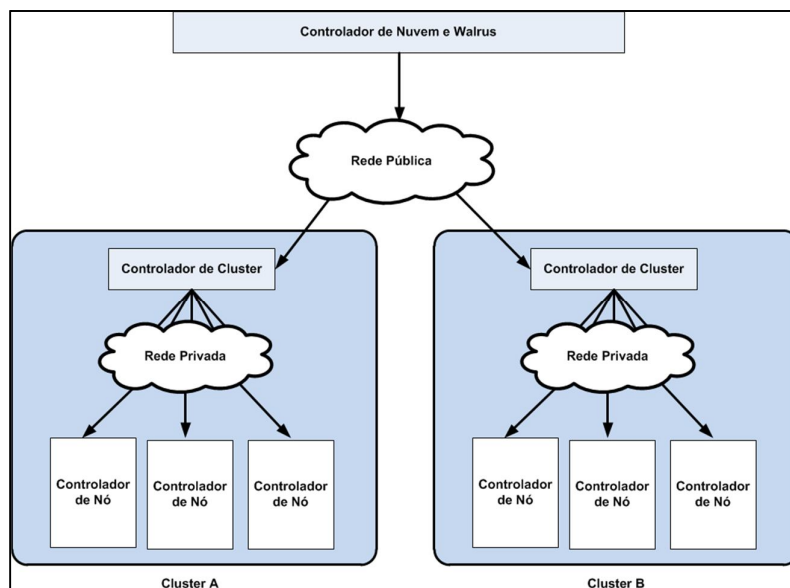 Controlador de Nuvem e Walrus
Rede Pública
Controlador de Cluster
Rede Privada
Controlador
de Nó
Controlador
de Nó
Controlador
de Nó
Cluster A
Controlador de Cluster
Rede Privada
Controlador
de Nó
Controlador
de Nó
Controlador
de Nó
Cluster B